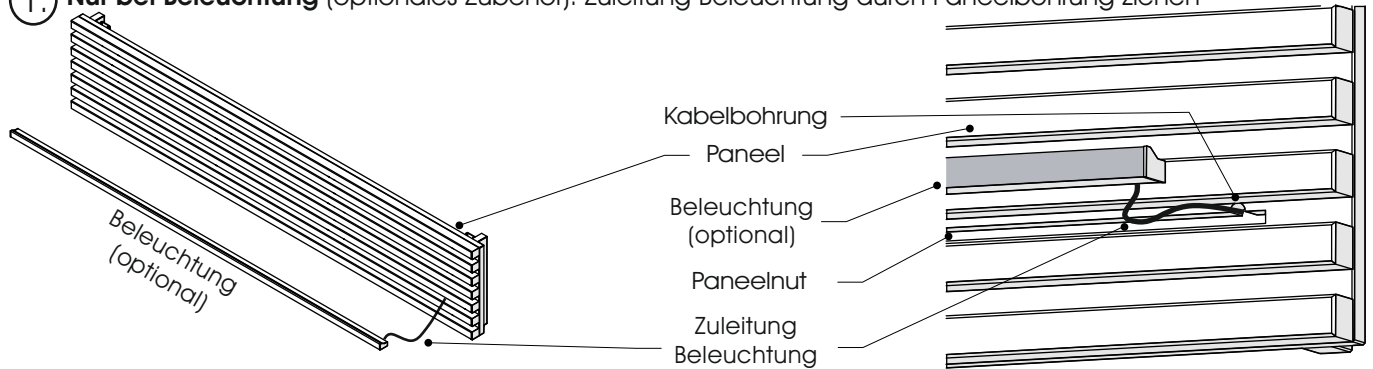 1. Nur bei Beleuchtung (optionales Zubehör): Zuleitung Beleuchtung durch Paneelbohrung ziehen
Kabelbohrung
Paneel
Beleuchtung
(optional)
Paneelnut
Zuleitung
Beleuchtung
Beleuchtung
(optional)